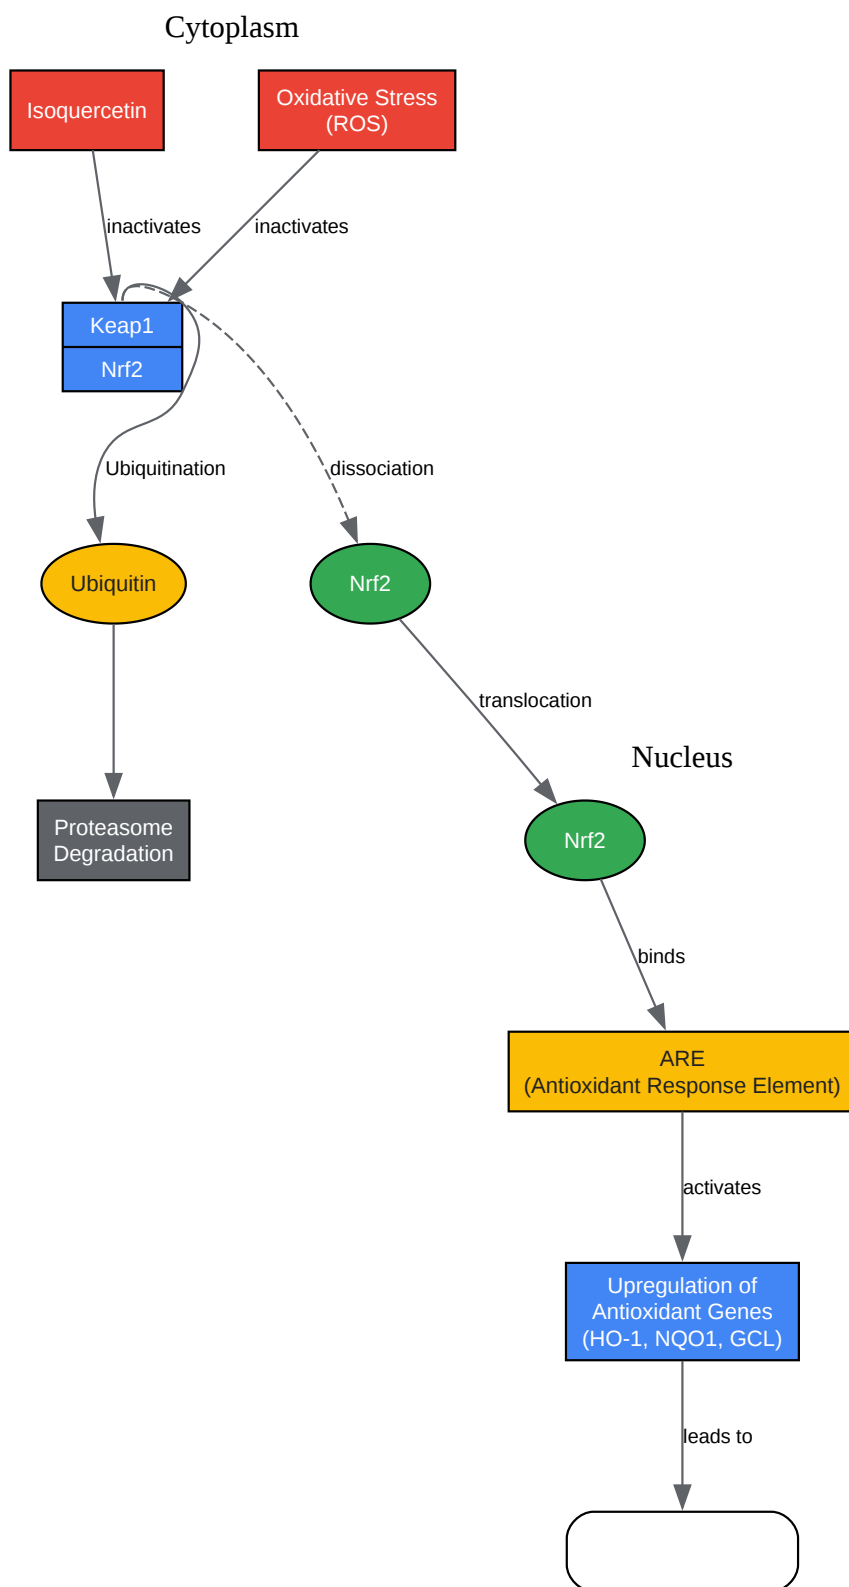 Cytoplasm
Isoquercetin
Oxidative Stress
(ROS)
inactivates
inactivates
Keap1
Nrf2
Ubiquitination
dissociation
Ubiquitin
Nrf2
translocation
Nucleus
Proteasome
Degradation
Nrf2
binds
ARE
(Antioxidant Response Element)
activates
Upregulation of
Antioxidant Genes
(HO-1, NQO1, GCL)
leads to